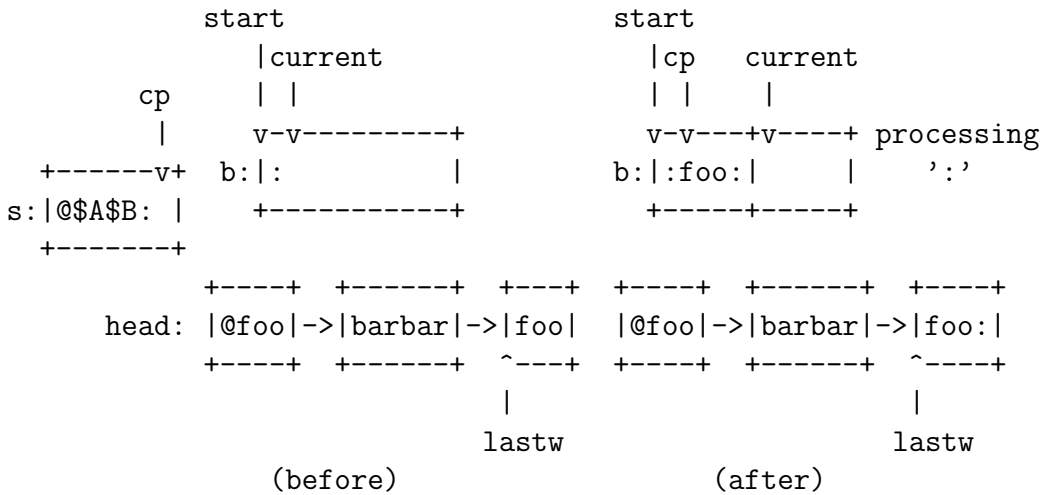 start                         start
                   |current                      |cp   current
          cp       | |                           | |     |
           |       v-v---------+                 v-v---+v----+ processing
  +------v+  b:|:          |               b:|:foo:|     |    ’:’
s:|@$A$B: |    +-----------+                 +-----+-----+
  +-------+
            +----+  +------+  +---+  +----+  +------+  +----+
      head: |@foo|->|barbar|->|foo|  |@foo|->|barbar|->|foo:|
            +----+  +------+  ^---+  +----+  +------+  ^----+
                              |                        |
                             lastw                    lastw
                (before)                   (after)